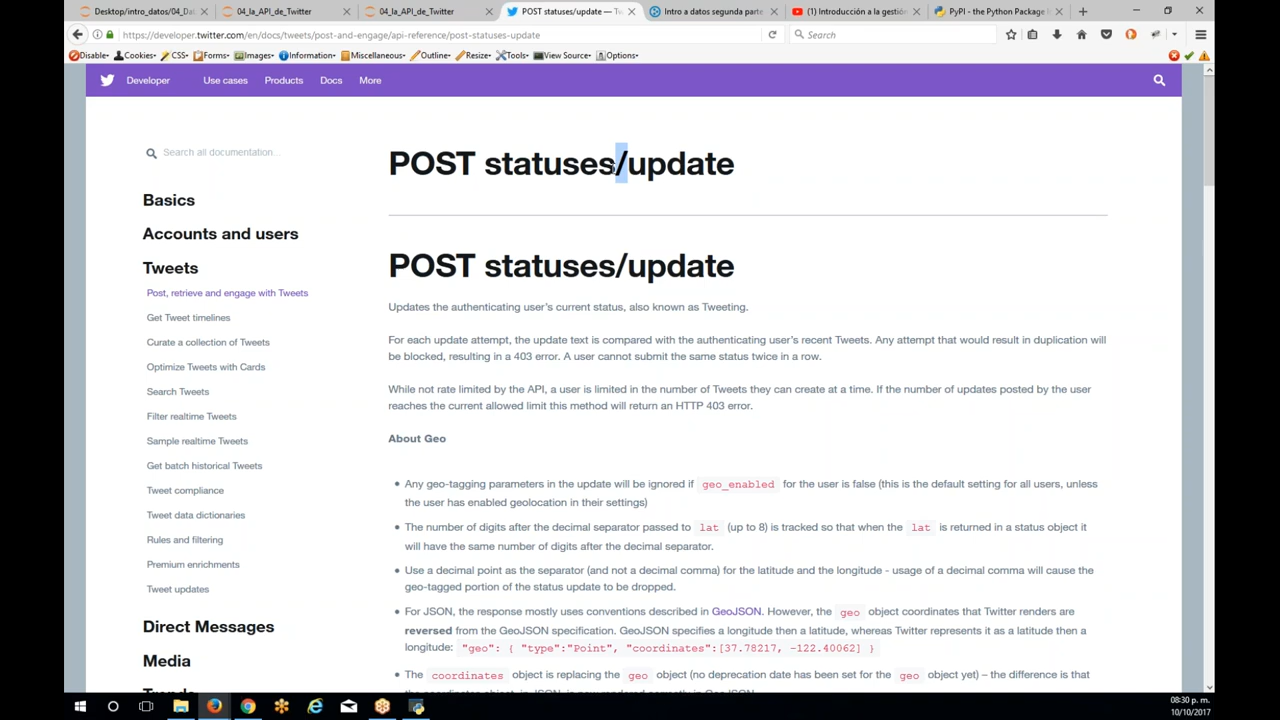 Desktop/intro_datos/04_Da
04_la_API_de_Twitter
04_la_API_de_Twitter
POST statuses/update — Tw
Intro a datos segunda parte
(1) Introducción a la gestión
PyPI - the Python Package
https://developer.twitter.com/en/docs/tweets/post-and-engage/api-reference/post-statuses-update
Search
Disable
Cookies
CSS
Forms
Images
Information
Miscellaneous
Outline
Resize
Tools
View Source
Options
Developer
Use cases
Products
Docs
More
Search all documentation...
Basics
Accounts and users
Tweets
Post, retrieve and engage with Tweets
Get Tweet timelines
Curate a collection of Tweets
Optimize Tweets with Cards
Search Tweets
Filter realtime Tweets
Sample realtime Tweets
Get batch historical Tweets
Tweet compliance
Tweet data dictionaries
Rules and filtering
Premium enrichments
Tweet updates
Direct Messages
Media
POST statuses/update
POST statuses/update
Updates the authenticating user's current status, also known as Tweeting.
For each update attempt, the update text is compared with the authenticating user's recent Tweets. Any attempt that would result in duplication will
be blocked, resulting in a 403 error. A user cannot submit the same status twice in a row.
While not rate limited by the API, a user is limited in the number of Tweets they can create at a time. If the number of updates posted by the user
reaches the current allowed limit this method will return an HTTP 403 error.
About Geo
Any geo-tagging parameters in the update will be ignored if geo_enabled for the user is false (this is the default setting for all users, unless
the user has enabled geolocation in their settings)
The number of digits after the decimal separator passed to lat (up to 8) is tracked so that when the lat is returned in a status object it
will have the same number of digits after the decimal separator.
Use a decimal point as the separator (and not a decimal comma) for the latitude and the longitude - usage of a decimal comma will cause the
geo-tagged portion of the status update to be dropped.
For JSON, the response mostly uses conventions described in GeoJSON. However, the geo object coordinates that Twitter renders are
reversed from the GeoJSON specification. GeoJSON specifies a longitude then a latitude, whereas Twitter represents it as a latitude then a
longitude: "geo": { "type":"Point", "coordinates":[37.78217, -122.40062] }
The coordinates object is replacing the geo object (no deprecation date has been set for the geo object yet) – the difference is that
08:30 p. m.
10/10/2017